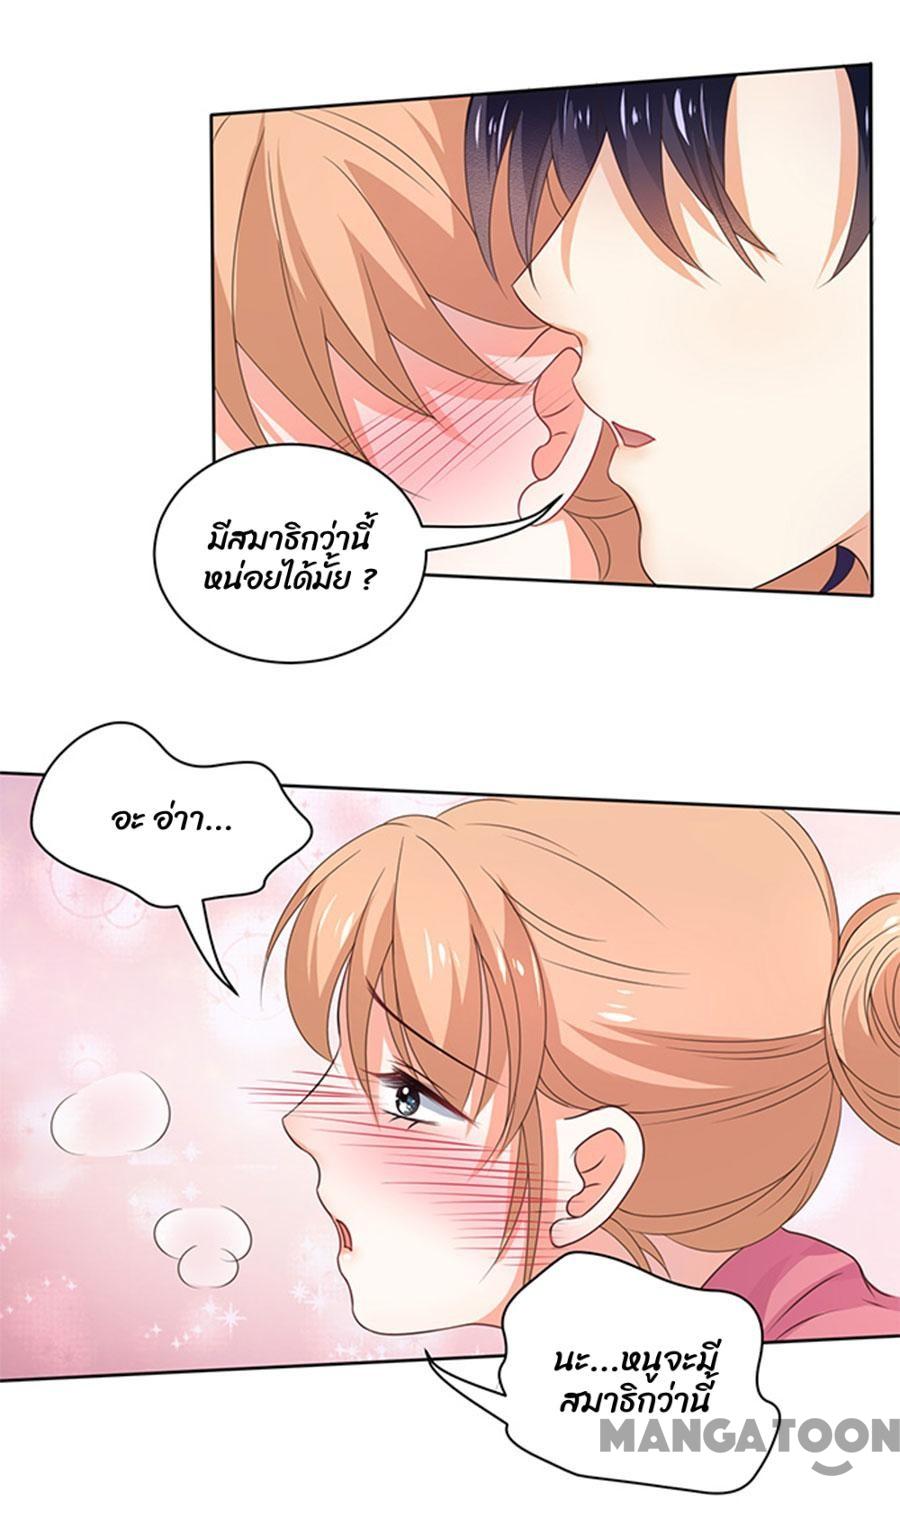 มีสมาธิกว่านี้
หน่อยได้มั้ย ?
อะ อ่าา...
นะ...หนูจะมี
สมาธิกว่านี้
MANGATOON